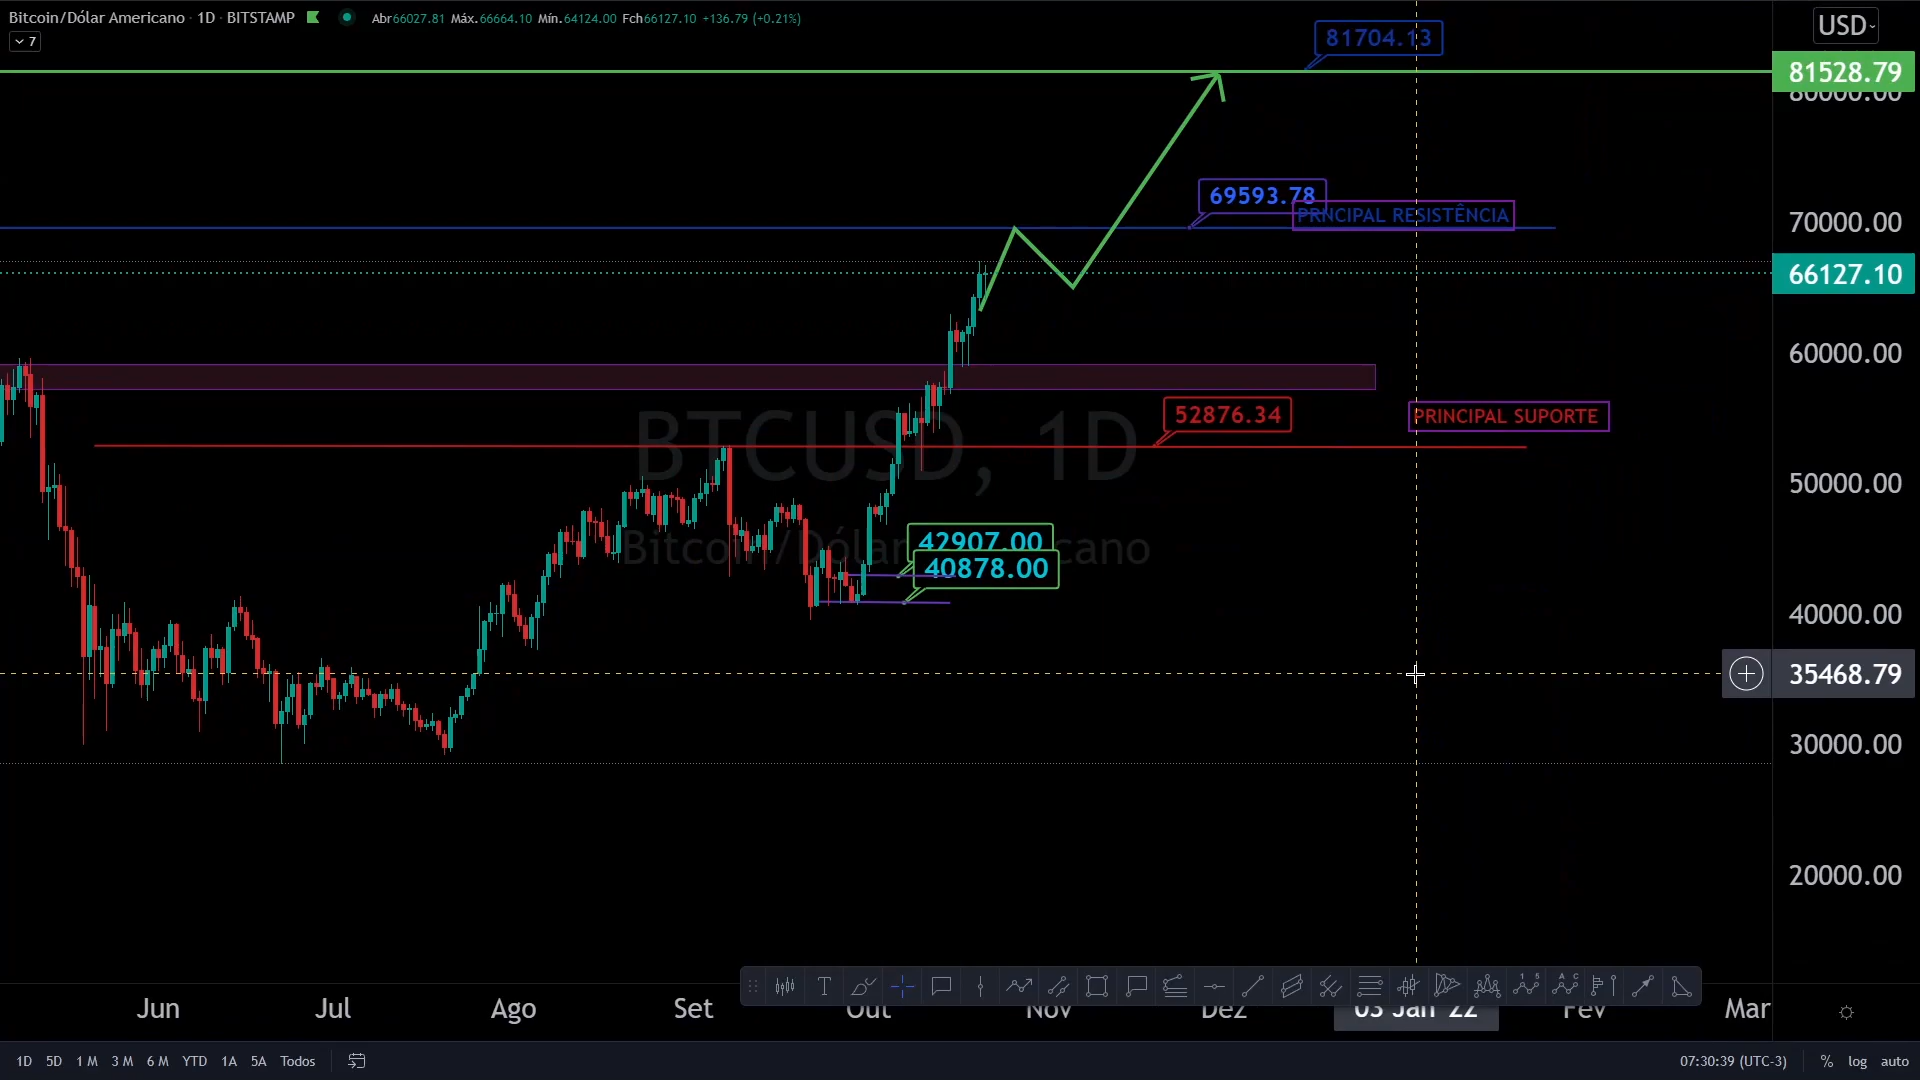 Bitcoin/Dólar Americano · 1D · BITSTAMP Abr66027.81 Máx.66664.10 Mín.64124.00 Fch66127.10 +136.79 (+0.21%)
USD
7
81704.13
81528.79
80000.00
69593.78
PRNCIPAL RESISTÊNCIA
70000.00
66127.10
60000.00
52876.34
PRINCIPAL SUPORTE
BTCUSD, 1D
50000.00
42907.00
Bitcoin/Dólar Americano
40878.00
40000.00
35468.79
30000.00
20000.00
Jun Jul Ago Set Out Nov Dez 03 Jan '22 Fev Mar
1D 5D 1M 3M 6M YTD 1A 5A Todos 07:30:39 (UTC-3) % log auto